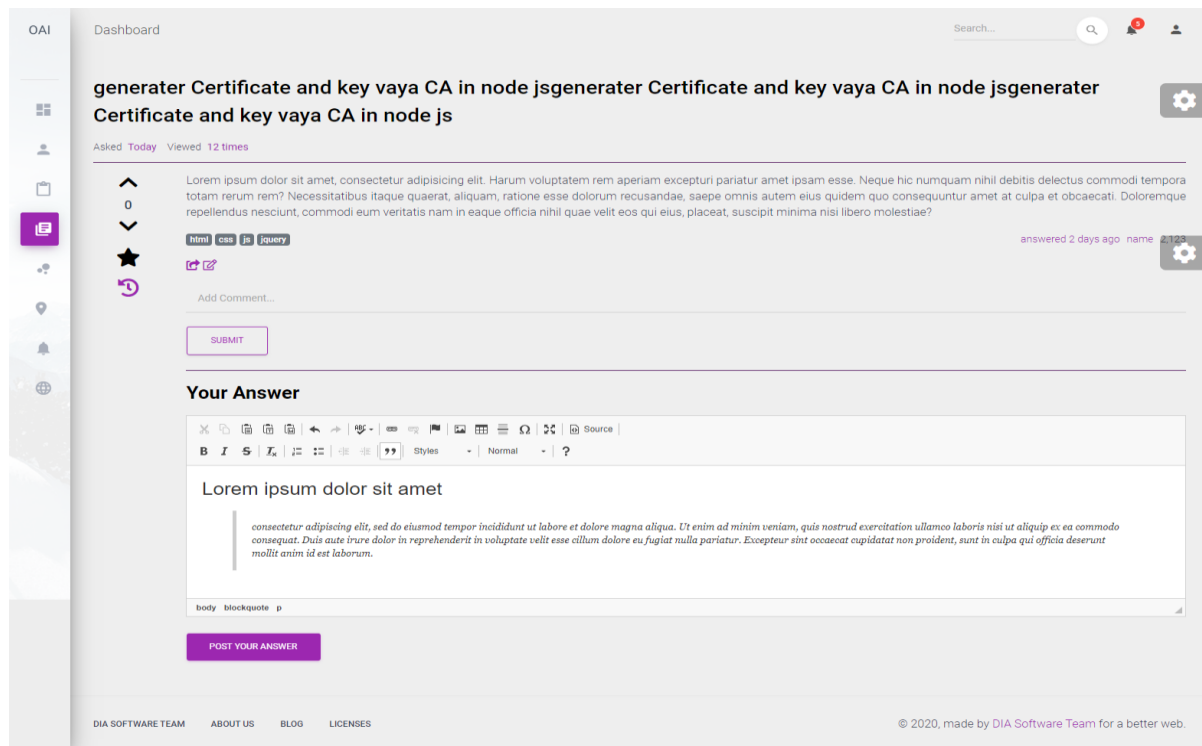 OAI
Dashboard
Search...
5
generater Certificate and key vaya CA in node jsgenerater Certificate and key vaya CA in node jsgenerater
Certificate and key vaya CA in node js
Asked Today Viewed 12 times
Lorem ipsum dolor sit amet, consectetur adipisicing elit. Harum voluptatem rem aperiam excepturi pariatur amet ipsam esse. Neque hic numquam nihil debitis delectus commodi tempora
totam rerum rem? Necessitatibus itaque quaerat, aliquam, ratione esse dolorum recusandae, saepe omnis autem eius quidem quo consequuntur amet at culpa et obcaecati. Doloremque
repellendus nesciunt, commodi eum veritatis nam in eaque officia nihil quae velit eos qui eius, placeat, suscipit minima nisi libero molestiae?
0
html css js jquery
answered 2 days ago name 2,123
Add Comment...
SUBMIT
Your Answer
ABC
Ω
Source
B I S Tx
Styles
Normal
?
Lorem ipsum dolor sit amet
consectetur adipiscing elit, sed do eiusmod tempor incididunt ut labore et dolore magna aliqua. Ut enim ad minim veniam, quis nostrud exercitation ullamco laboris nisi ut aliquip ex ea commodo
consequat. Duis aute irure dolor in reprehenderit in voluptate velit esse cillum dolore eu fugiat nulla pariatur. Excepteur sint occaecat cupidatat non proident, sunt in culpa qui officia deserunt
mollit anim id est laborum.
body blockquote p
POST YOUR ANSWER
DIA SOFTWARE TEAM ABOUT US BLOG LICENSES
© 2020, made by DIA Software Team for a better web.